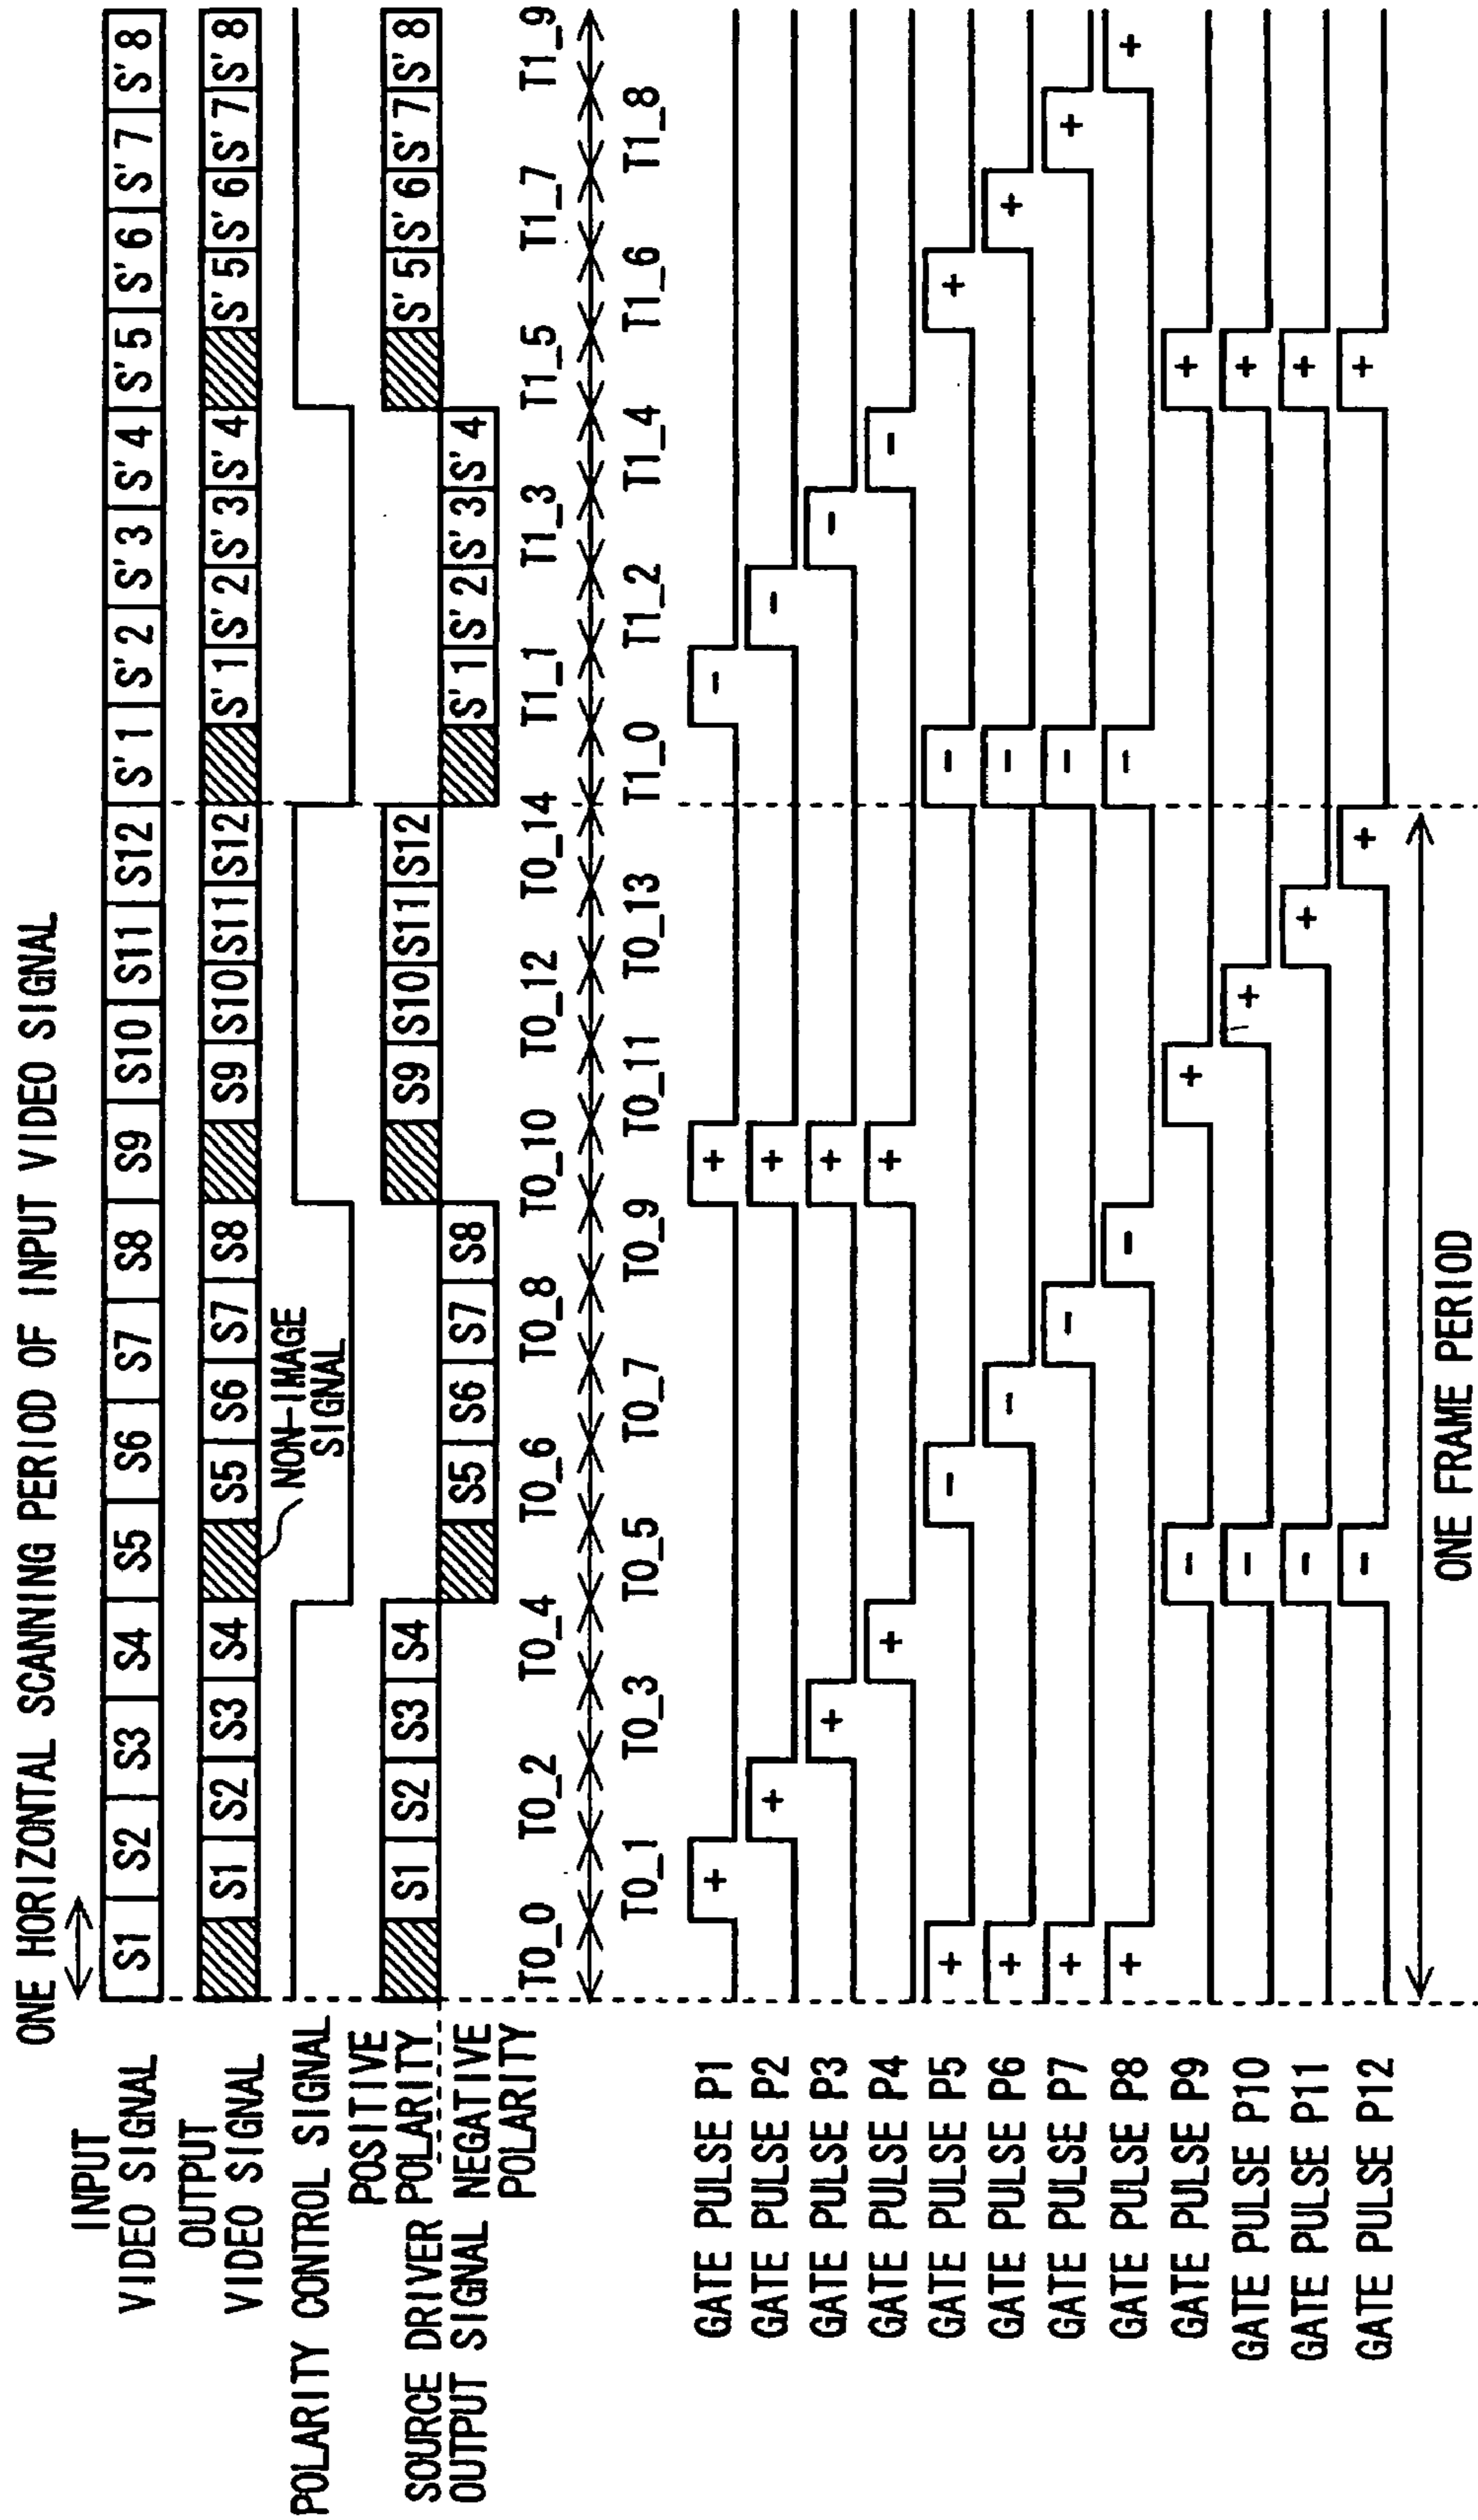 ONE HORIZONTAL SCANNING PERIOD OF INPUT VIDEO SIGNAL
INPUT
VIDEO SIGNAL
S1 S2 S3 S4 S5 S6 S7 S8 S9 S10 S11 S12 S'1 S'2 S'3 S'4 S'5 S'6 S'7 S'8
OUTPUT
VIDEO SIGNAL
S1 S2 S3 S4 S5 S6 S7 S8 S9 S10 S11 S12 S'1 S'2 S'3 S'4 S'5 S'6 S'7 S'8
NON-IMAGE
SIGNAL
POLARITY CONTROL SIGNAL
POSITIVE
POLARITY
SOURCE DRIVER
OUTPUT SIGNAL
NEGATIVE
POLARITY
S1 S2 S3 S4 S9 S10 S11 S12 S'5 S'6 S'7 S'8
S5 S6 S7 S8 S'1 S'2 S'3 S'4
T0_0 T0_2 T0_4 T0_6 T0_8 T0_10 T0_12 T0_14 T1_1 T1_3 T1_5 T1_7 T1_9
T0_1 T0_3 T0_5 T0_7 T0_9 T0_11 T0_13 T1_0 T1_2 T1_4 T1_6 T1_8
GATE PULSE P1 + + -
GATE PULSE P2 + + -
GATE PULSE P3 + + -
GATE PULSE P4 + + -
GATE PULSE P5 + - - +
GATE PULSE P6 + - - +
GATE PULSE P7 + - - +
GATE PULSE P8 + - - +
GATE PULSE P9 - + +
GATE PULSE P10 - + +
GATE PULSE P11 - + +
GATE PULSE P12 - + +
ONE FRAME PERIOD